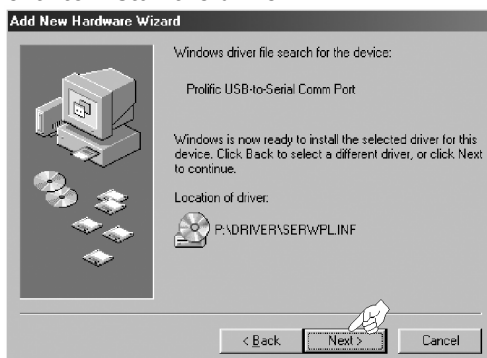 Add New Hardware Wizard
Windows driver file search for the device:
Prolific USB-to-Serial Comm Port
Windows is now ready to install the selected driver for this
device. Click Back to select a different driver, or click Next
to continue.
Location of driver:
P:\DRIVER\SERWPL.INF
< Back
Next >
Cancel